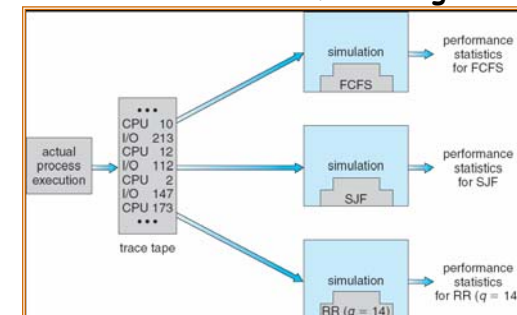 actual
process
execution
•••
CPU 10
I/O 213
CPU 12
I/O 112
CPU 2
I/O 147
CPU 173
•••
trace tape
simulation
FCFS
performance
statistics
for FCFS
simulation
SJF
performance
statistics
for SJF
simulation
RR (q = 14)
performance
statistics
for RR (q = 14